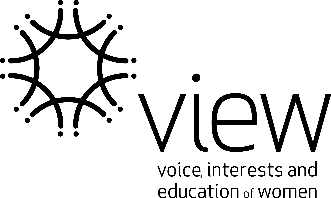 view
voice, interests and
education of women